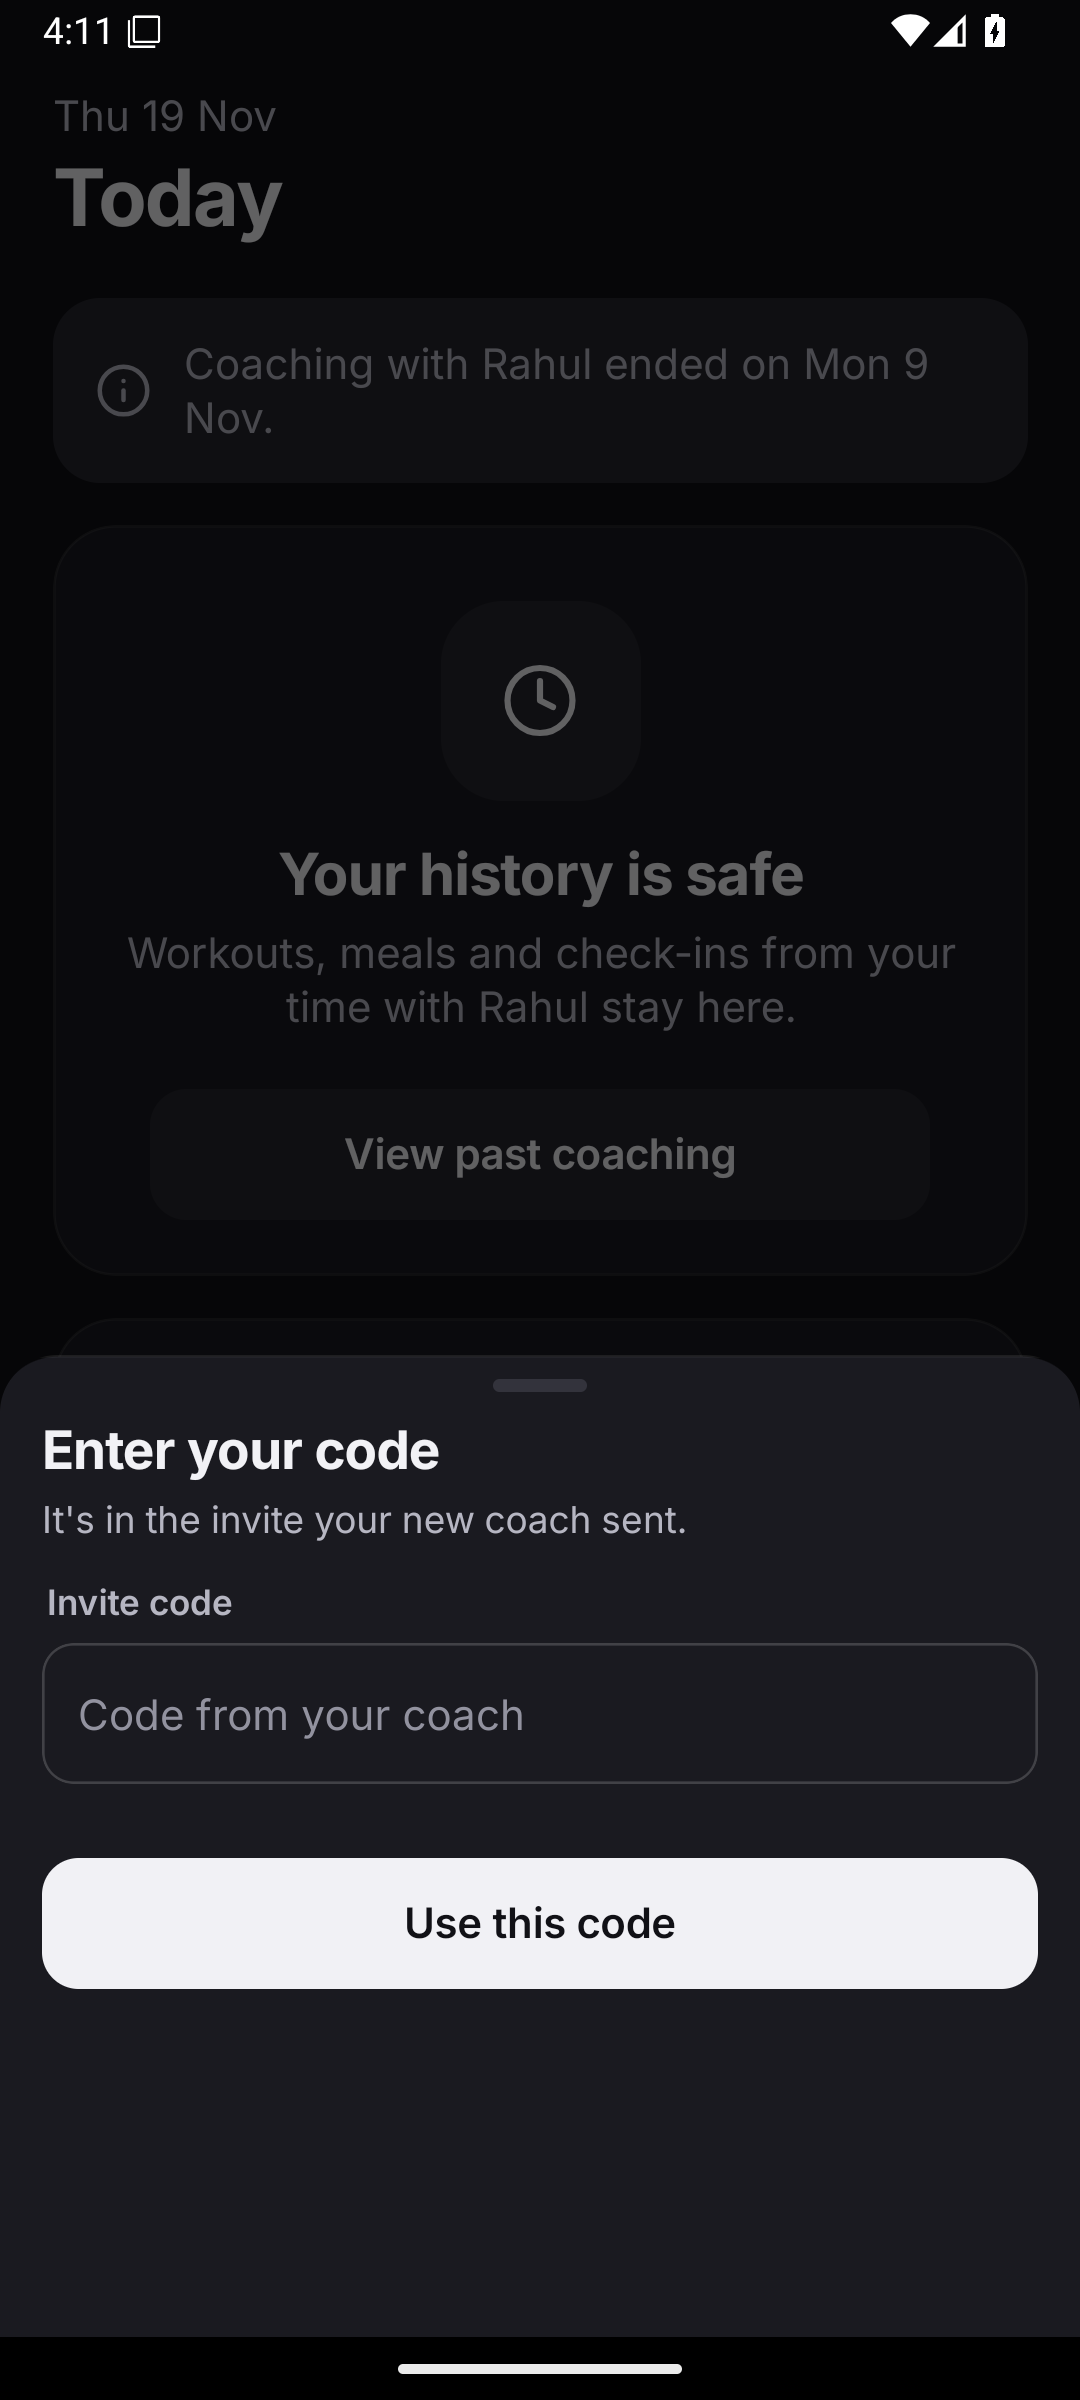 4:11
Thu 19 Nov
Today
Coaching with Rahul ended on Mon 9
Nov.
Your history is safe
Workouts, meals and check-ins from your
time with Rahul stay here.
View past coaching
Enter your code
It's in the invite your new coach sent.
Invite code
Code from your coach
Use this code